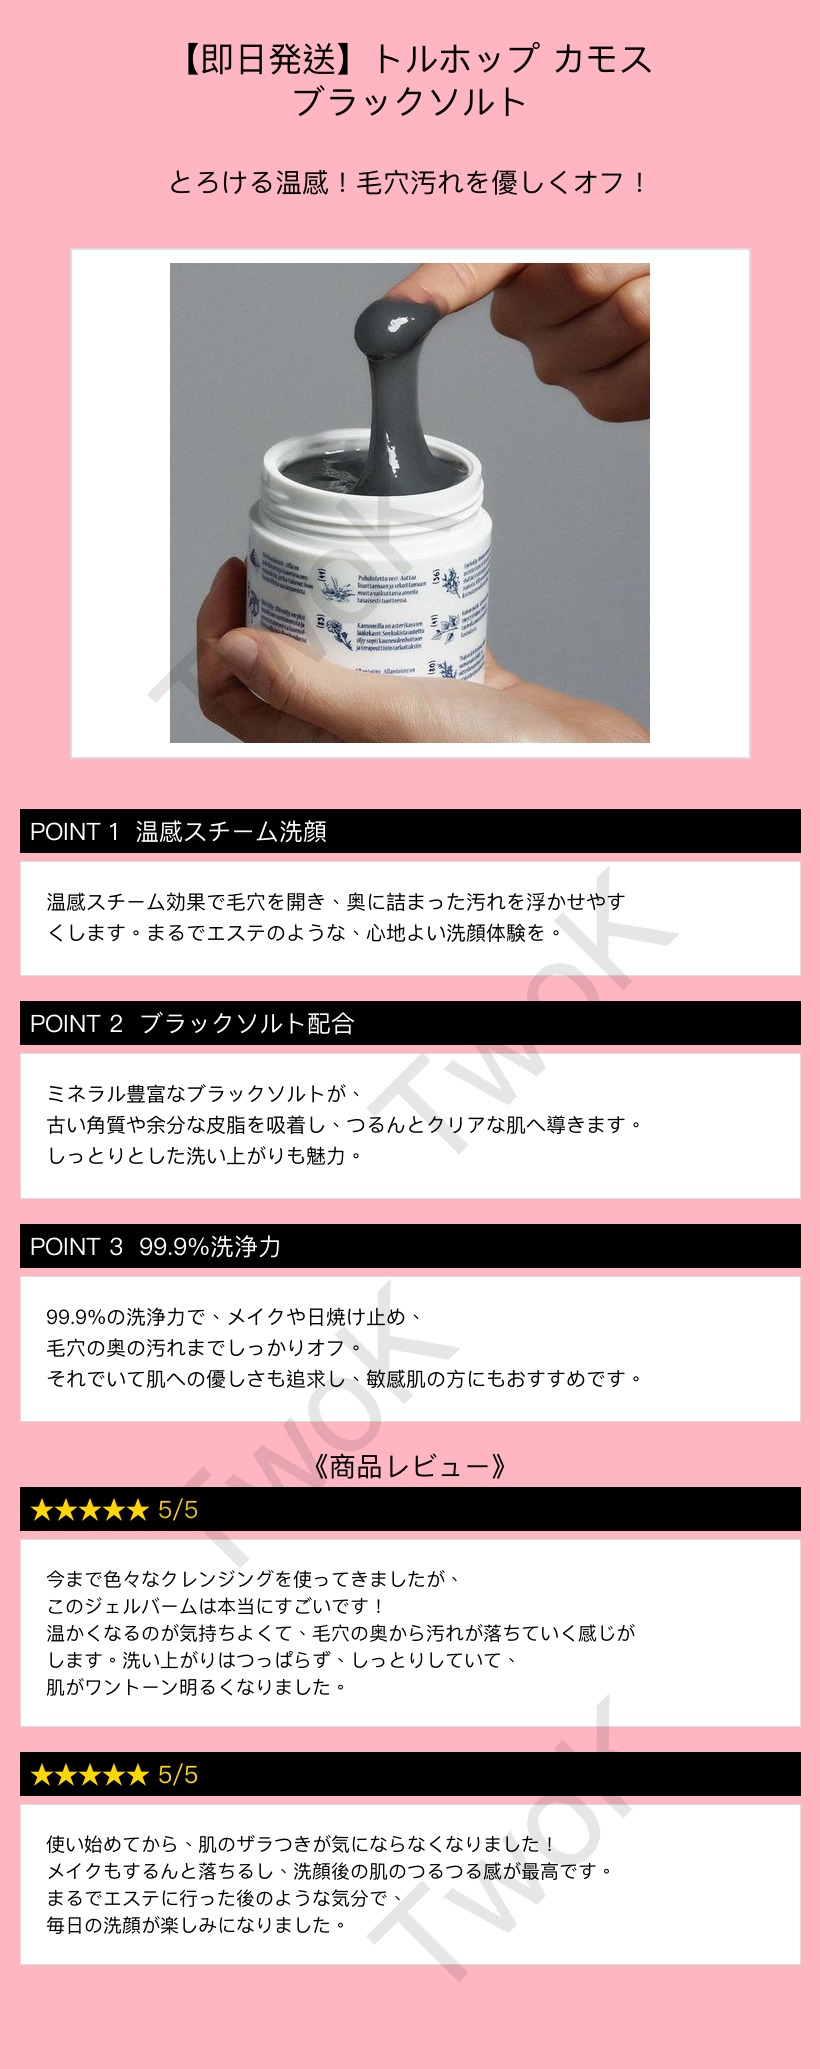 【即日発送】トルホップ カモス
ブラックソルト
とろける温感！毛穴汚れを優しくオフ！
Puhdistettu vesi · Auttaa
liuottamaan ja sekoittamaan
muita vaikuttavia aineita
tasaisesti tuotteessa.
Kamomilla on asterikasvien
TwoK
POINT 1 温感スチーム洗顔
温感スチーム効果で毛穴を開き、奥に詰まった汚れを浮かせやす
くします。まるでエステのような、心地よい洗顔体験を。
TwoK
POINT 2 ブラックソルト配合
ミネラル豊富なブラックソルトが、
古い角質や余分な皮脂を吸着し、つるんとクリアな肌へ導きます。
しっとりとした洗い上がりも魅力。
POINT 3 99.9%洗浄力
99.9%の洗浄力で、メイクや日焼け止め、
毛穴の奥の汚れまでしっかりオフ。
それでいて肌への優しさも追求し、敏感肌の方にもおすすめです。
TwoK
《商品レビュー》
★★★★★ 5/5
今まで色々なクレンジングを使ってきましたが、
このジェルバームは本当にすごいです！
温かくなるのが気持ちよくて、毛穴の奥から汚れが落ちていく感じが
します。洗い上がりはつっぱらず、しっとりしていて、
肌がワントーン明るくなりました。
★★★★★ 5/5
使い始めてから、肌のザラつきが気にならなくなりました！
メイクもするんと落ちるし、洗顔後の肌のつるつる感が最高です。
まるでエステに行った後のような気分で、
毎日の洗顔が楽しみになりました。
TwoK